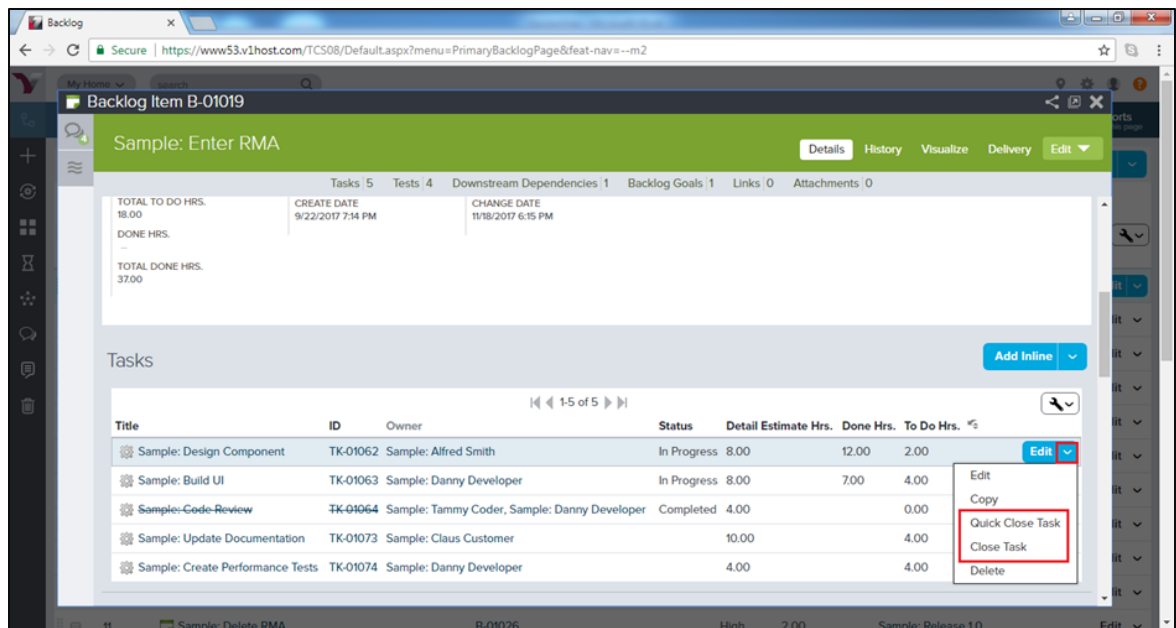 Backlog
Secure | https://www53.v1host.com/TCS08/Default.aspx?menu=PrimaryBacklogPage&feat-nav=--m2
My Home search
Backlog Item B-01019
Sample: Enter RMA Details History Visualize Delivery Edit
4
Tasks 5 Tests 4 Downstream Dependencies 1 Backlog Goals 1 Links 0 Attachments 0
TOTAL TO DO HRS. CREATE DATE CHANGE DATE
18.00 9/22/2017 7:14 PM 11/18/2017 6:15 PM
DONE HRS.
--
TOTAL DONE HRS.
37.00
Tasks Add Inline
1-5 of 5
Title ID Owner Status Detail Estimate Hrs. Done Hrs. To Do Hrs.
Sample: Design Component TK-01062 Sample: Alfred Smith In Progress 8.00 12.00 2.00 Edit
Sample: Build UI TK-01063 Sample: Danny Developer In Progress 8.00 7.00 4.00
Sample: Code Review TK-01064 Sample: Tammy Coder, Sample: Danny Developer Completed 4.00 0.00
Sample: Update Documentation TK-01073 Sample: Claus Customer 10.00 4.00
Sample: Create Performance Tests TK-01074 Sample: Danny Developer 4.00 4.00
Edit
Copy
Quick Close Task
Close Task
Delete
11 Sample: Delete RMA B-01026 High 2.00 Sample: Release 1.0 Edit